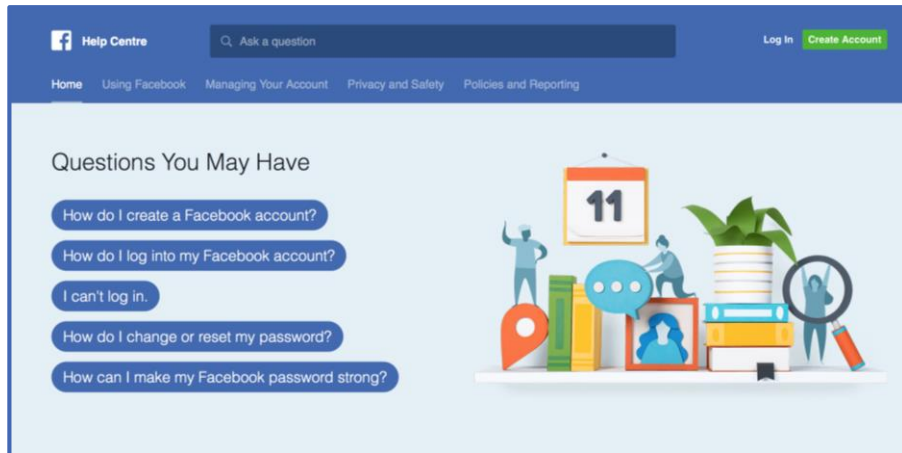 f Help Centre
Ask a question
Log In
Create Account
Home Using Facebook Managing Your Account Privacy and Safety Policies and Reporting
Questions You May Have
How do I create a Facebook account?
How do I log into my Facebook account?
I can't log in.
How do I change or reset my password?
How can I make my Facebook password strong?
11